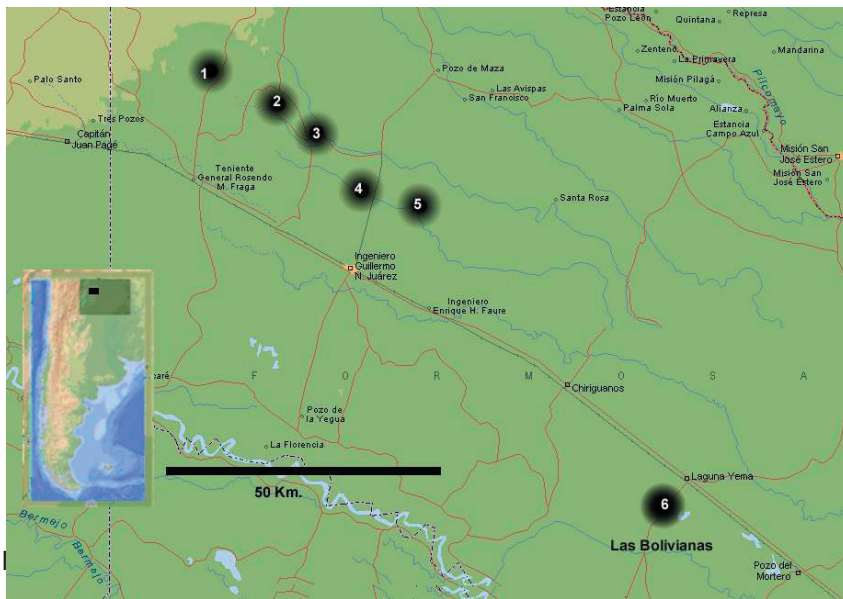 Estancia
Pozo León
Represa
Quintana
Zenteno
Mandarina
La Primavera
Pozo de Maza
Misión Pilagá
Palo Santo
Las Avispas
San Francisco
Río Muerto
Palma Sola
Alianza
Pilcomayo
Estancia
Campo Azul
Tres Pozos
Capitán
Juan Pagé
Misión San
José Estero
Misión San
José Estero
Teniente
General Rosendo
M. Fraga
Santa Rosa
1
2
3
4
5
Ingeniero
Guillermo
N. Juárez
Ingeniero
Enrique H. Faure
F O R M O S A
Chiriguanos
Pozo de
la Yegua
La Florencia
50 Km.
Laguna Yema
6
Las Bolivianas
Bermejo
Bermejo
Pozo del
Mortero